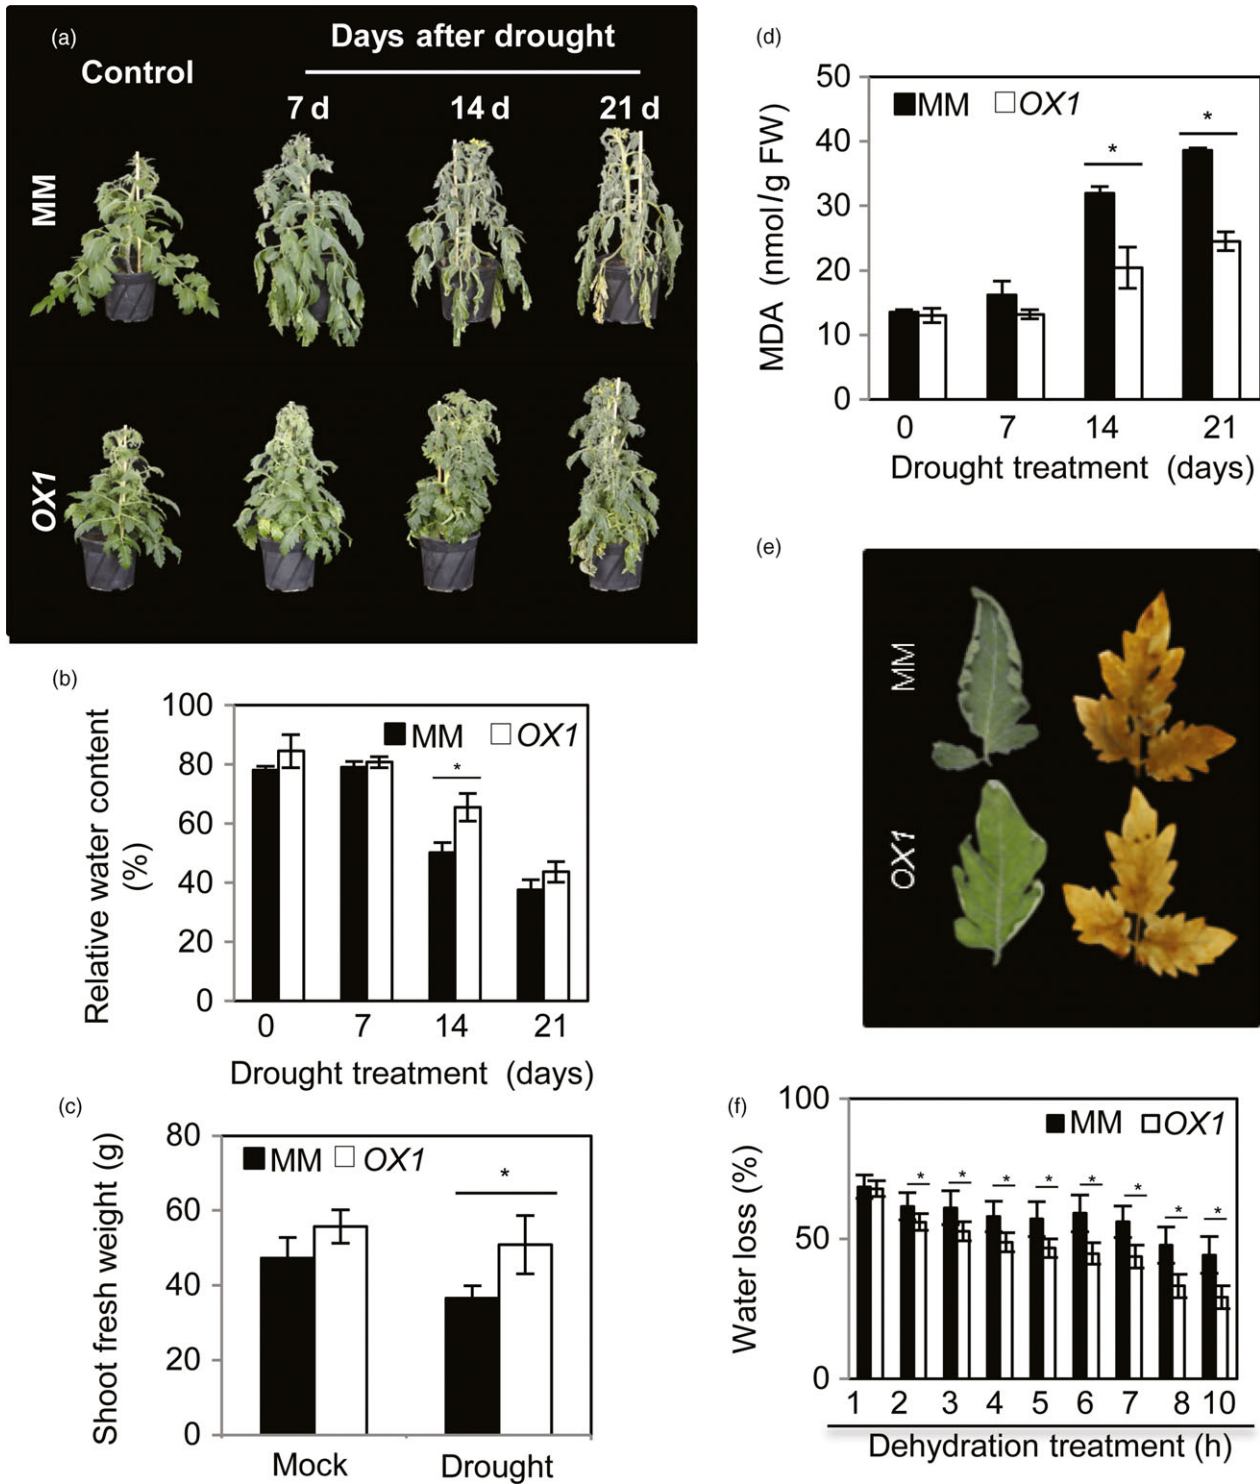 (a)
Days after drought
Control
7 d
14 d
21 d
MM
OX1
(b)
Relative water content
(%)
100
80
60
40
20
0
MM
OX1
*
0
7
14
21
Drought treatment (days)
(c)
Shoot fresh weight (g)
80
60
40
20
0
MM
OX1
*
Mock
Drought
(d)
MDA (nmol/g FW)
50
40
30
20
10
0
MM
OX1
*
*
0
7
14
21
Drought treatment (days)
(e)
MM
OX1
(f)
Water loss (%)
100
50
0
MM
OX1
* * * * * * * *
1 2 3 4 5 6 7 8 10
Dehydration treatment (h)